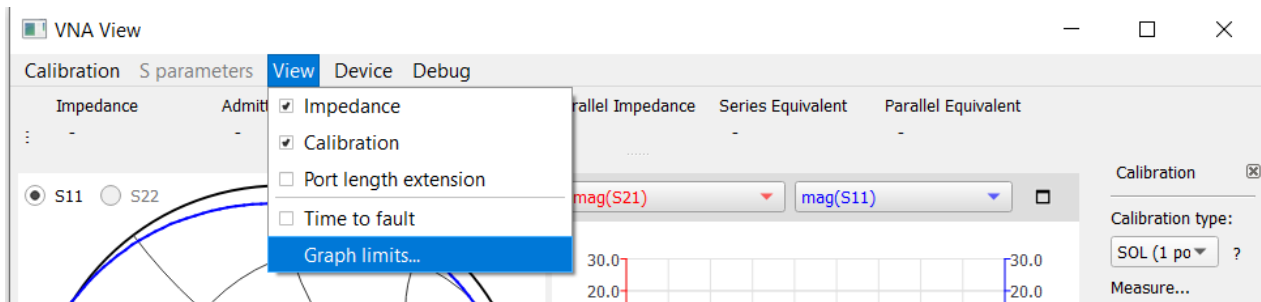 VNA View
Calibration S parameters View Device Debug
Impedance
Calibration
Port length extension
Time to fault
Graph limits...
Impedance Parallel Impedance Series Equivalent Parallel Equivalent
- - - -
S11 S22
mag(S21) mag(S11)
30.0 30.0
20.0 20.0
Calibration
Calibration type:
SOL (1 po ?
Measure...